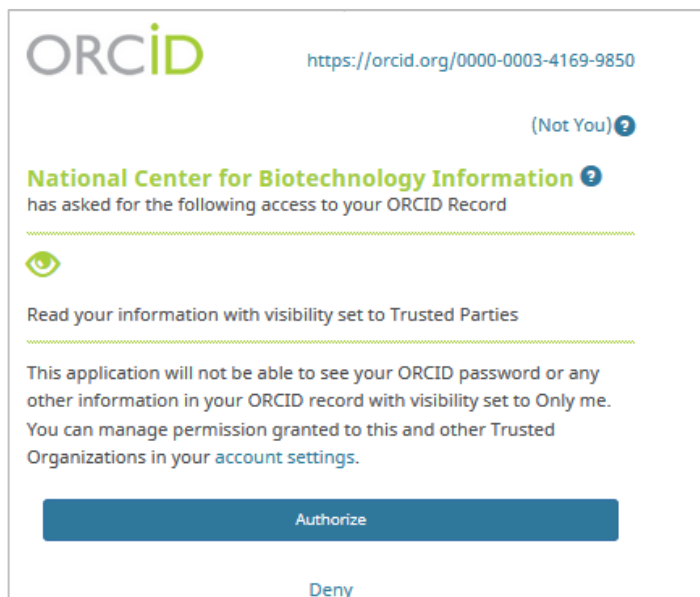 ORCiD
https://orcid.org/0000-0003-4169-9850
(Not You)?
National Center for Biotechnology Information ?
has asked for the following access to your ORCID Record
Read your information with visibility set to Trusted Parties
This application will not be able to see your ORCID password or any
other information in your ORCID record with visibility set to Only me.
You can manage permission granted to this and other Trusted
Organizations in your account settings.
Authorize
Deny